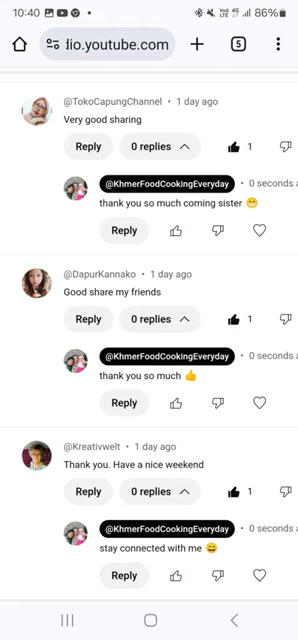 10:40 86%
dio.youtube.com 5
@TokoCapungChannel • 1 day ago
Very good sharing
Reply 0 replies 1
@KhmerFoodCookingEveryday • 0 seconds a
thank you so much coming sister 😁
Reply
@DapurKannako • 1 day ago
Good share my friends
Reply 0 replies 1
@KhmerFoodCookingEveryday • 0 seconds a
thank you so much 👍
Reply
@Kreativwelt • 1 day ago
Thank you. Have a nice weekend
Reply 0 replies 1
@KhmerFoodCookingEveryday • 0 seconds a
stay connected with me 😄
Reply